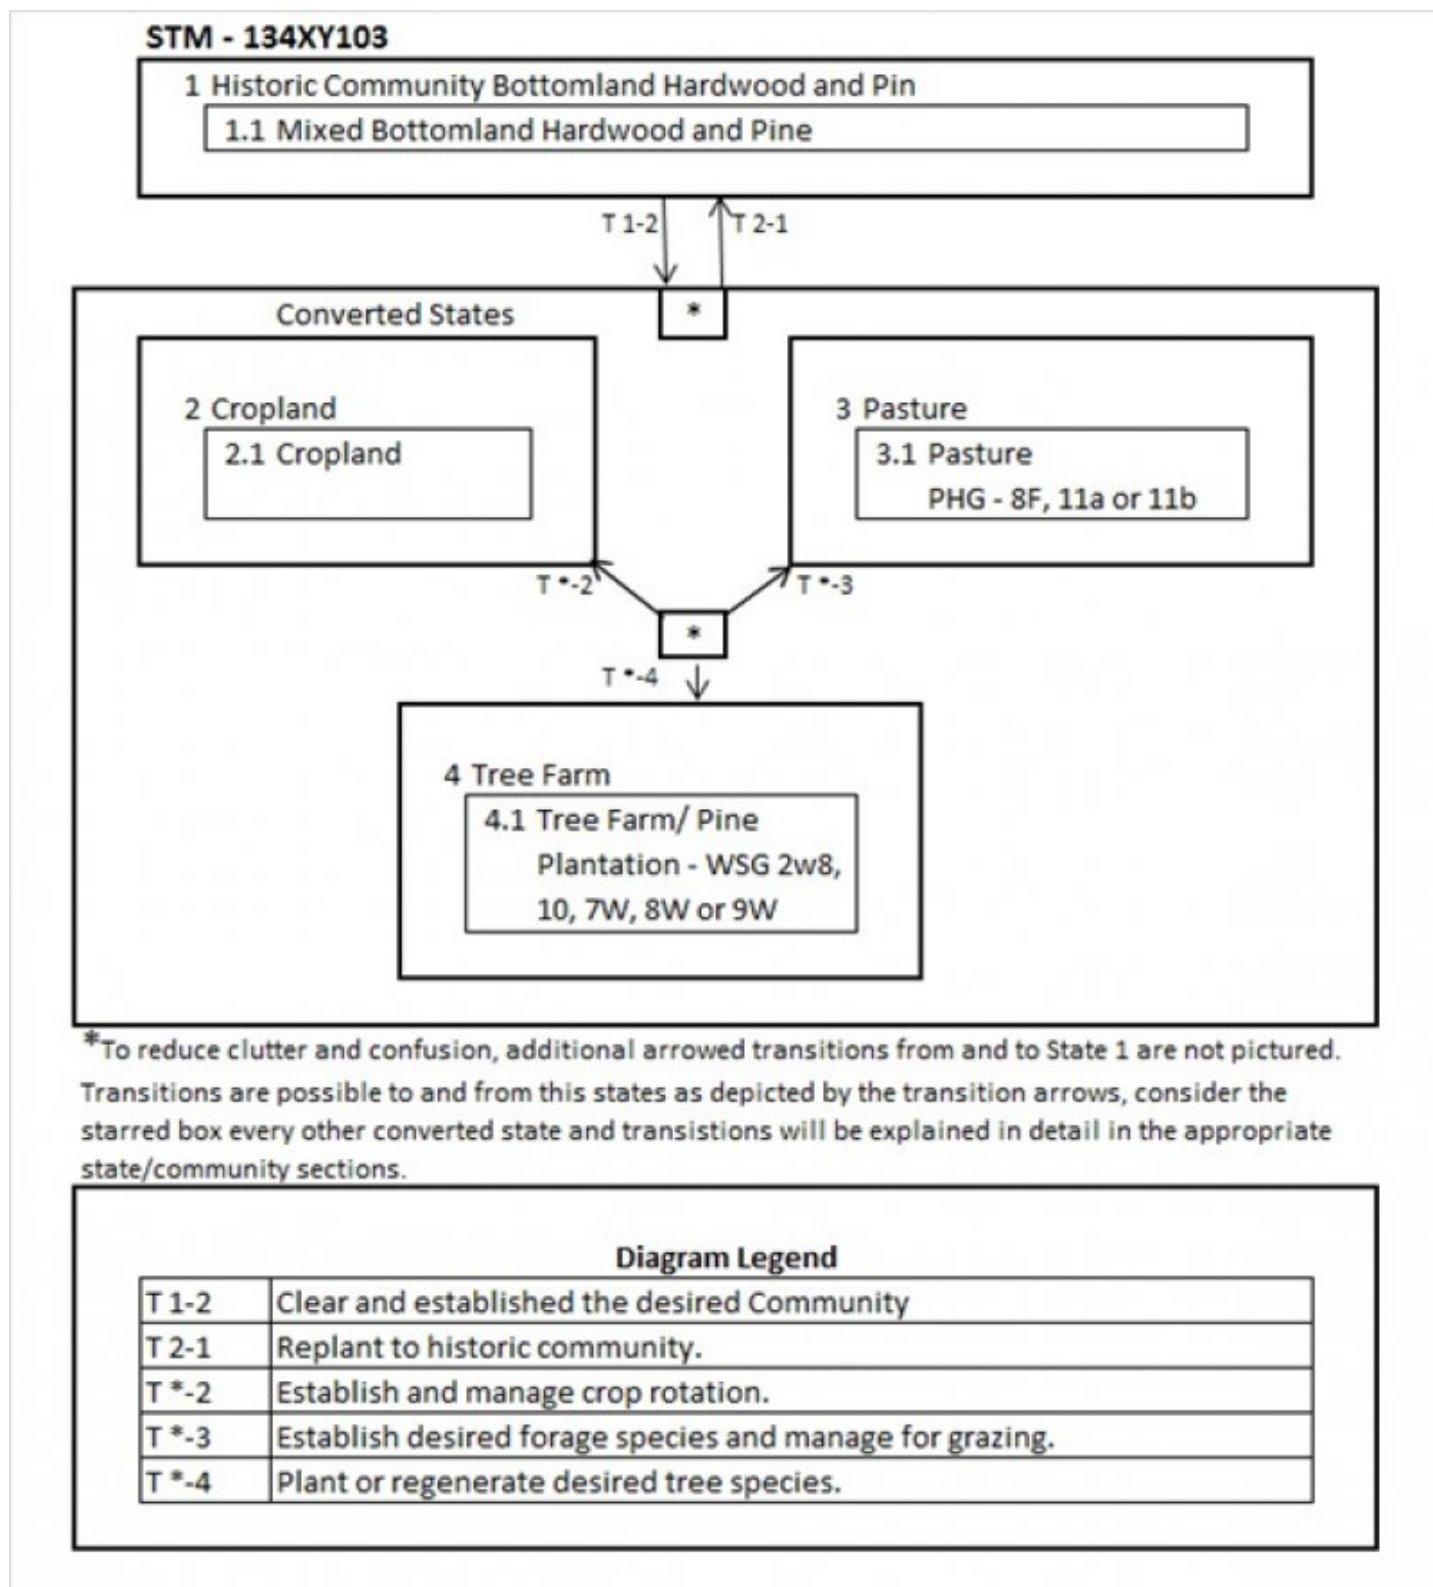 STM - 134XY103
1 Historic Community Bottomland Hardwood and Pin
1.1 Mixed Bottomland Hardwood and Pine
T 1-2
T 2-1
Converted States
*
2 Cropland
2.1 Cropland
3 Pasture
3.1 Pasture
PHG - 8F, 11a or 11b
T *-2
T *-3
*
T *-4
4 Tree Farm
4.1 Tree Farm/ Pine
Plantation - WSG 2w8,
10, 7W, 8W or 9W
*To reduce clutter and confusion, additional arrowed transitions from and to State 1 are not pictured.
Transitions are possible to and from this states as depicted by the transition arrows, consider the
starred box every other converted state and transistions will be explained in detail in the appropriate
state/community sections.
Diagram Legend
T 1-2 Clear and established the desired Community
T 2-1 Replant to historic community.
T *-2 Establish and manage crop rotation.
T *-3 Establish desired forage species and manage for grazing.
T *-4 Plant or regenerate desired tree species.